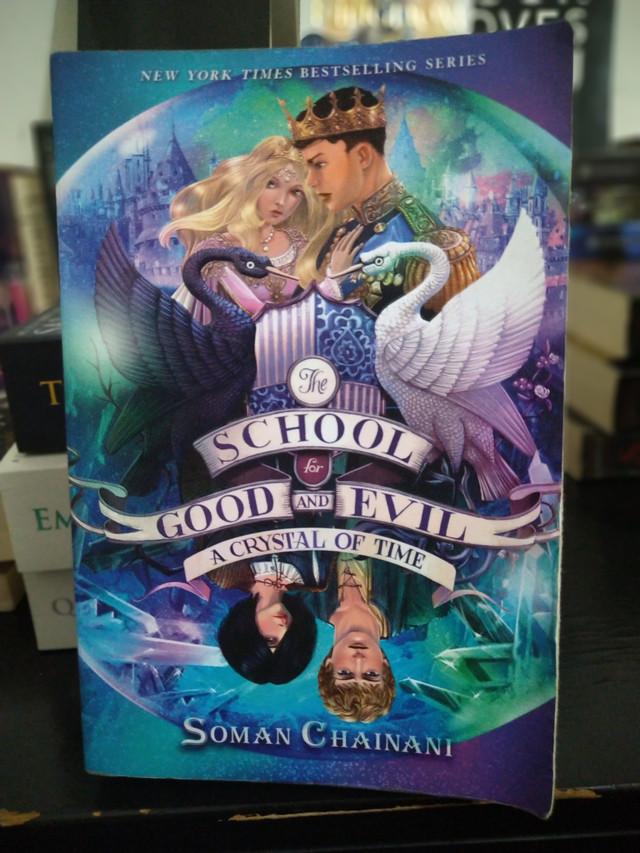 NEW YORK TIMES BESTSELLING SERIES
The
SCHOOL
for
GOOD AND EVIL
A CRYSTAL OF TIME
SOMAN CHAINANI